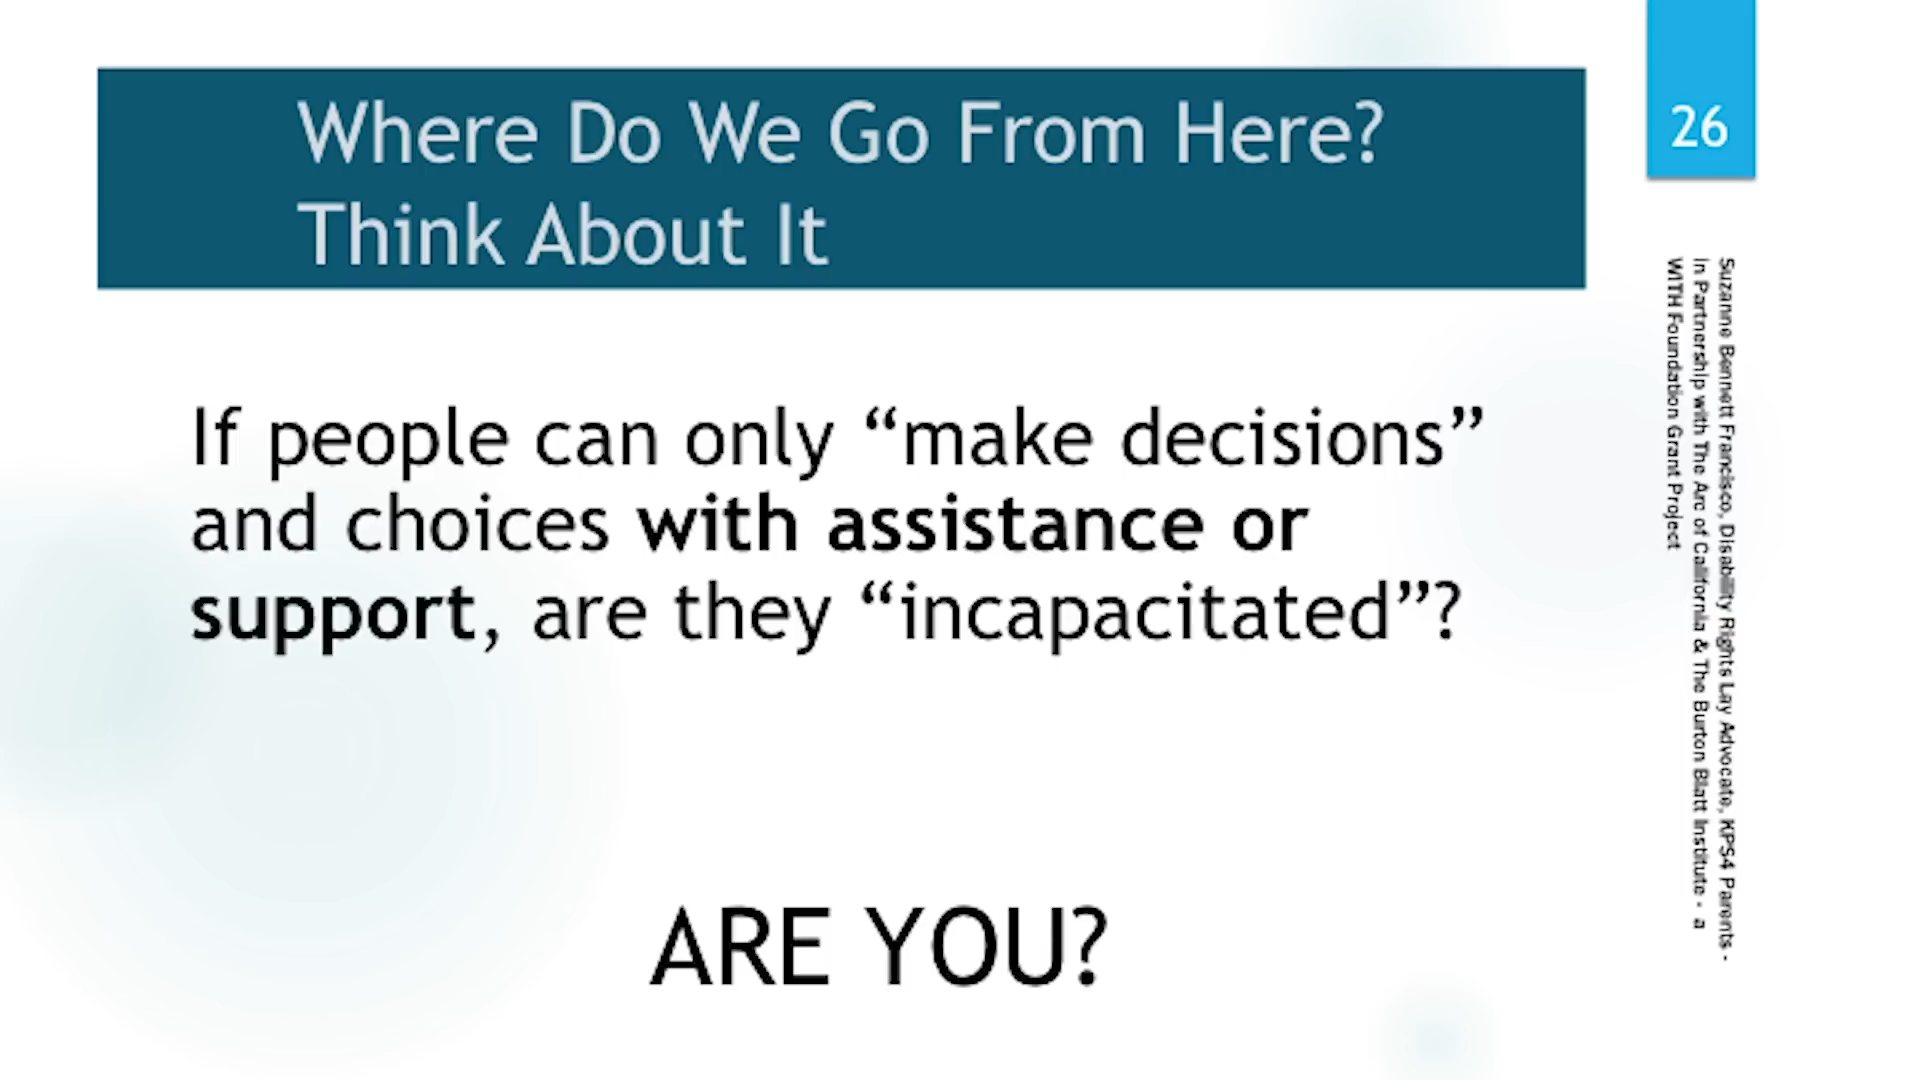 Where Do We Go From Here?
Think About It
26
If people can only “make decisions”
and choices with assistance or
support, are they “incapacitated”?
ARE YOU?
Suzanne Bennett Francisco, Disability Rights Lay Advocate, KPS4 Parents -
in Partnership with The Arc of California & The Burton Blatt Institute - a
WITH Foundation Grant Project